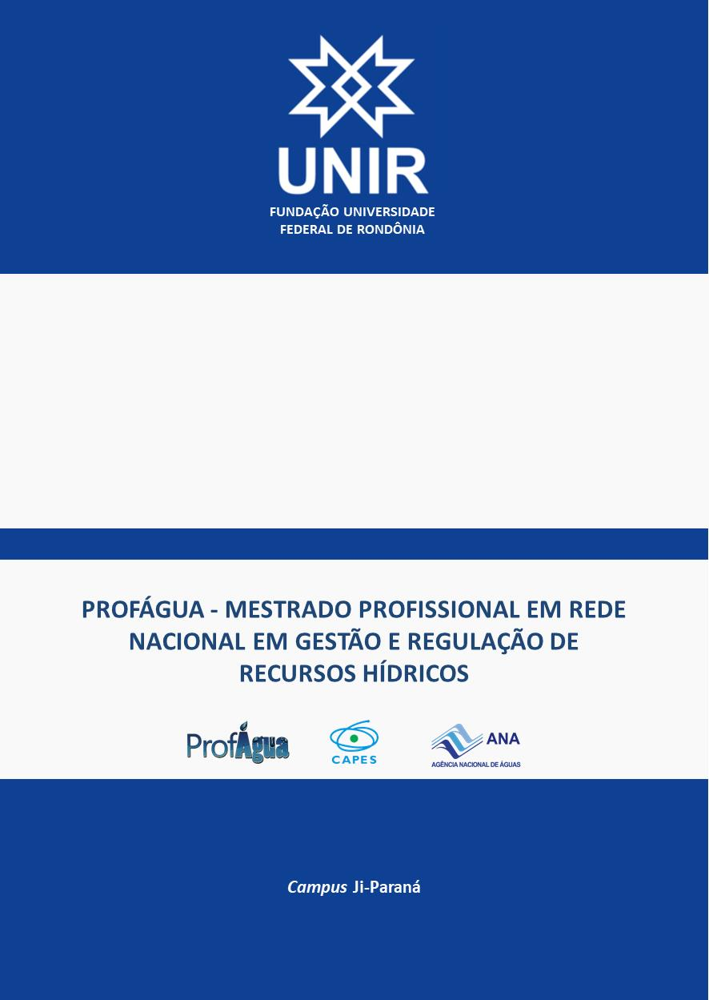 UNIR
FUNDAÇÃO UNIVERSIDADE
FEDERAL DE RONDÔNIA
PROFÁGUA - MESTRADO PROFISSIONAL EM REDE
NACIONAL EM GESTÃO E REGULAÇÃO DE
RECURSOS HÍDRICOS
ProfÁgua
CAPES
ANA
AGÊNCIA NACIONAL DE ÁGUAS
Campus Ji-Paraná